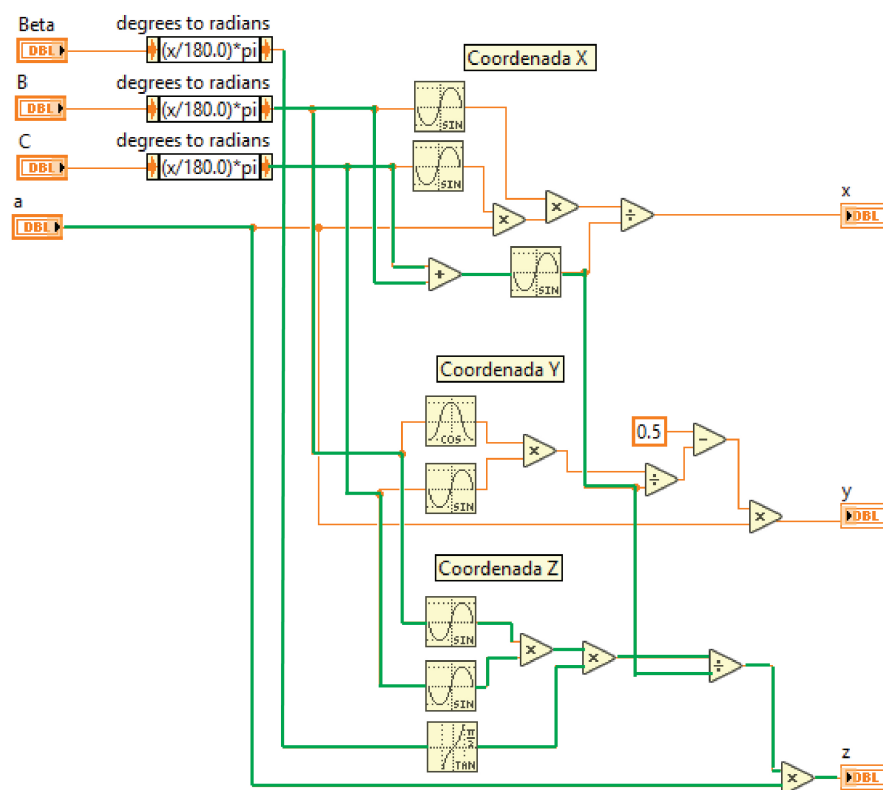 Beta
degrees to radians
DBL
(x/180.0)*pi
Coordenada X
B
degrees to radians
DBL
(x/180.0)*pi
SIN
C
degrees to radians
DBL
(x/180.0)*pi
SIN
a
DBL
x
×
×
÷
DBL
+
SIN
Coordenada Y
COS
0.5
−
×
÷
SIN
y
×
DBL
Coordenada Z
SIN
×
×
÷
SIN
π/2
TAN
z
×
DBL